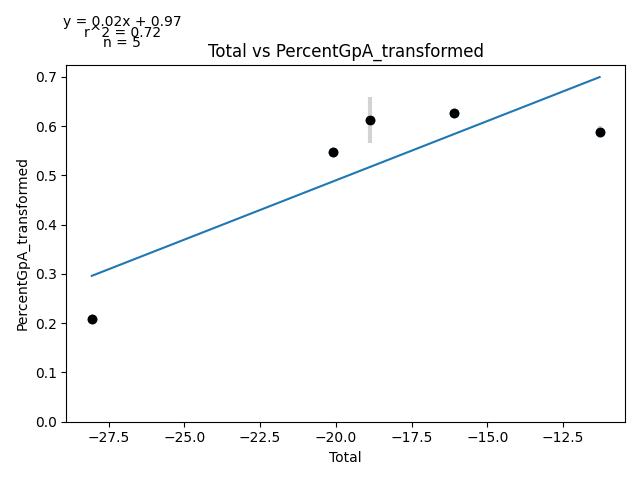 y = 0.02x + 0.97
r^2 = 0.72
n = 5
Total vs PercentGpA_transformed
0.7
0.6
0.5
0.4
0.3
0.2
0.1
0.0
PercentGpA_transformed
−27.5 −25.0 −22.5 −20.0 −17.5 −15.0 −12.5
Total